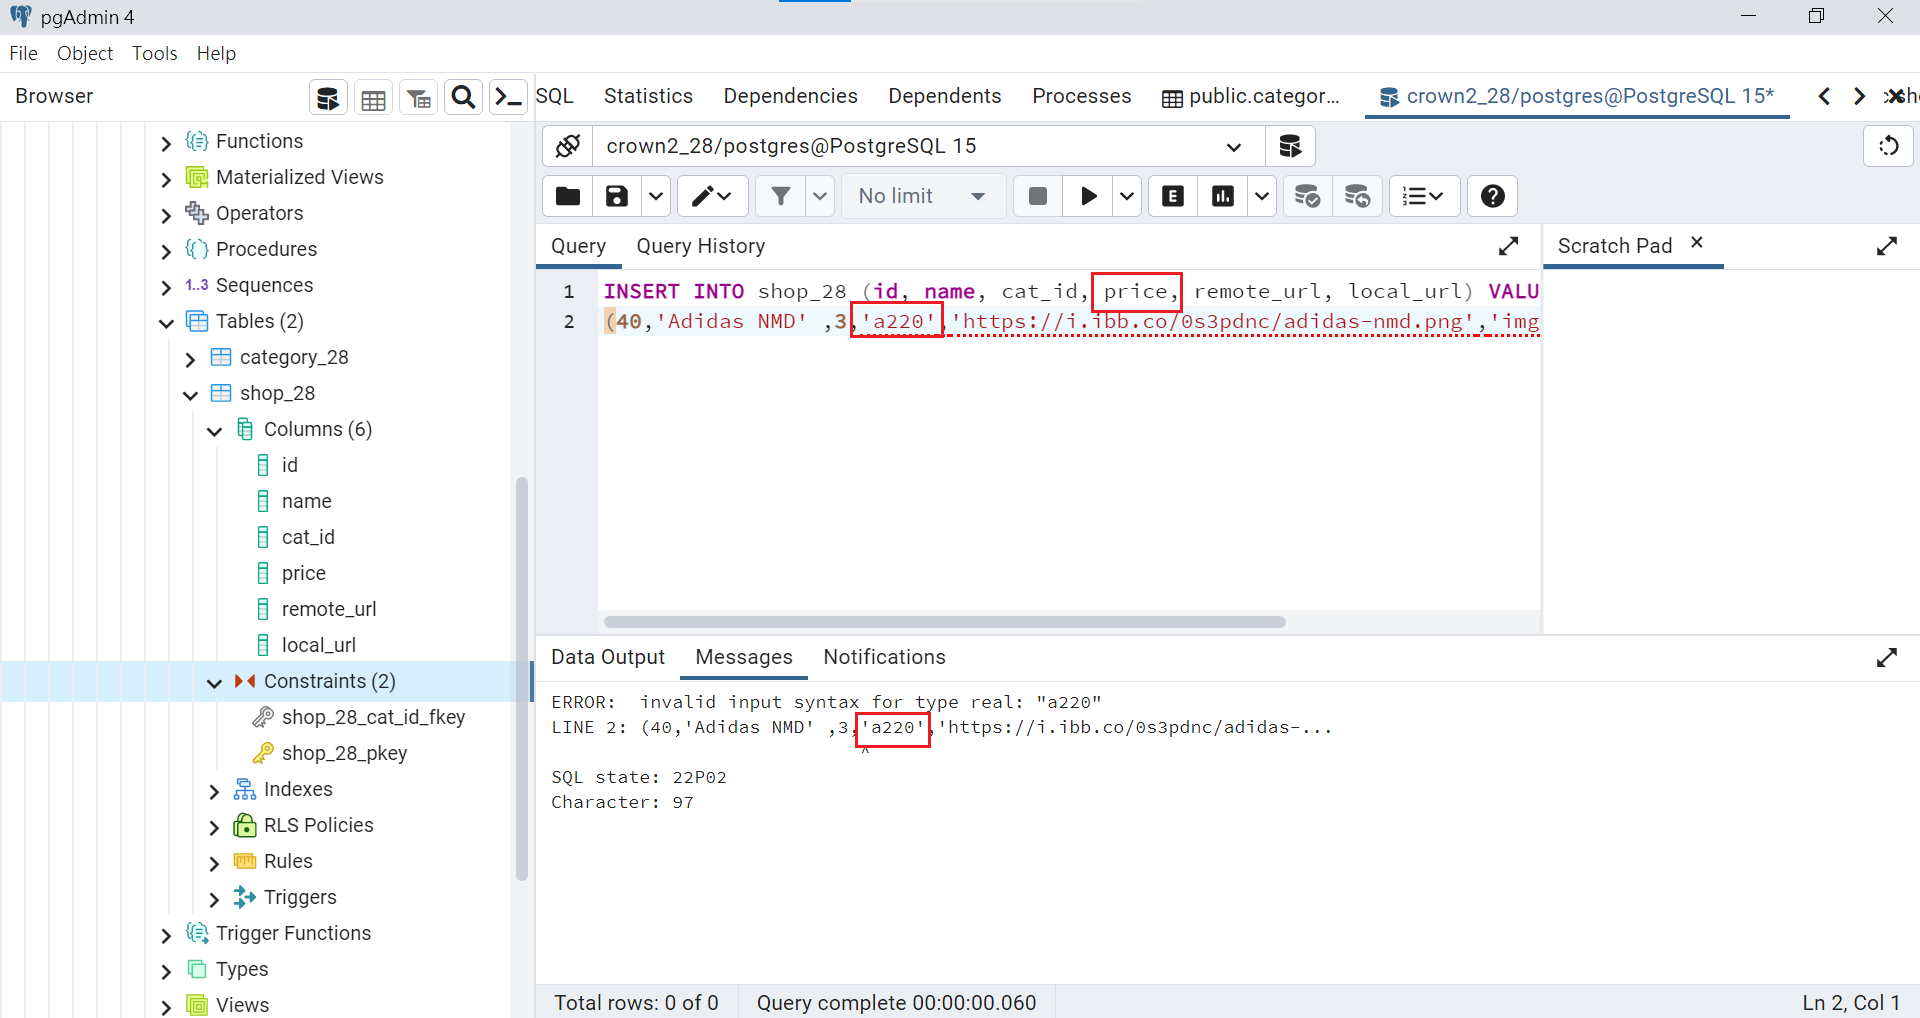 pgAdmin 4
File Object Tools Help
Browser
SQL Statistics Dependencies Dependents Processes public.categor... crown2_28/postgres@PostgreSQL 15*
crown2_28/postgres@PostgreSQL 15
No limit
E
Query Query History
Scratch Pad
1 INSERT INTO shop_28 (id, name, cat_id, price, remote_url, local_url) VALU
2 (40,'Adidas NMD' ,3,'a220','https://i.ibb.co/0s3pdnc/adidas-nmd.png','img
Functions
Materialized Views
Operators
Procedures
1..3 Sequences
Tables (2)
category_28
shop_28
Columns (6)
id
name
cat_id
price
remote_url
local_url
Constraints (2)
shop_28_cat_id_fkey
shop_28_pkey
Indexes
RLS Policies
Rules
Triggers
Trigger Functions
Types
Views
Data Output Messages Notifications
ERROR:  invalid input syntax for type real: "a220"
LINE 2: (40,'Adidas NMD' ,3,'a220','https://i.ibb.co/0s3pdnc/adidas-...
^
SQL state: 22P02
Character: 97
Total rows: 0 of 0 Query complete 00:00:00.060 Ln 2, Col 1